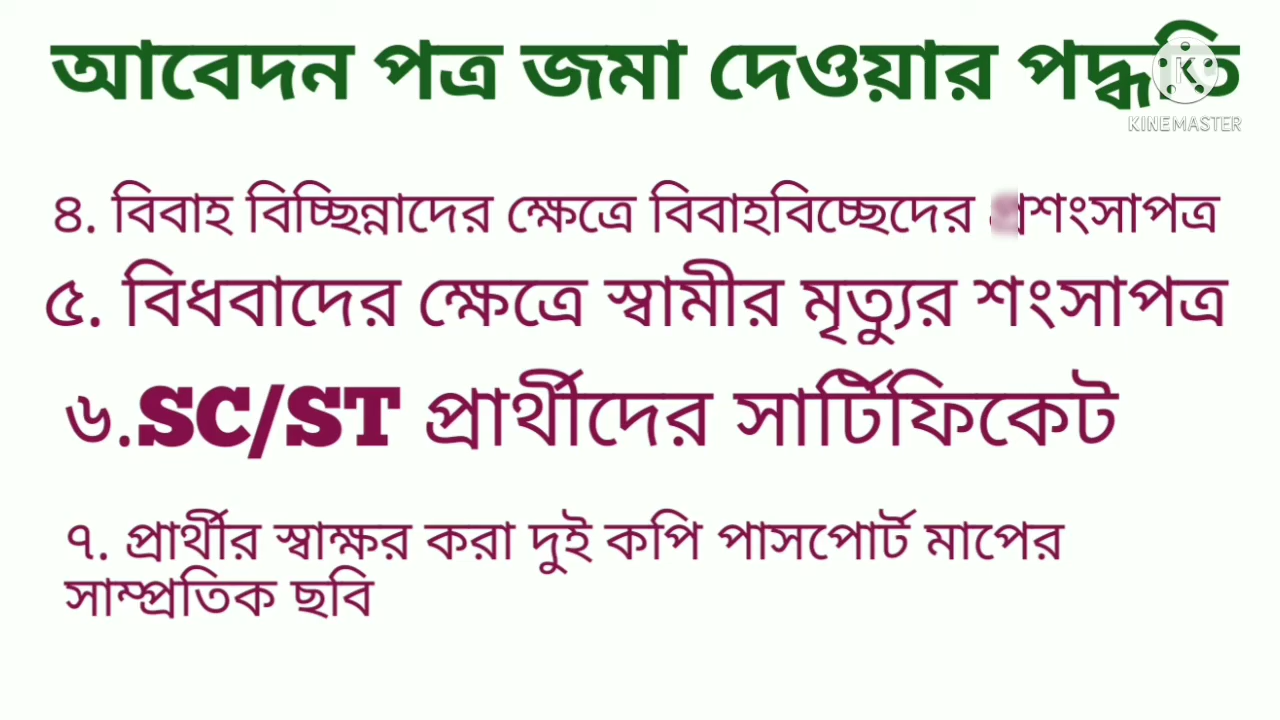 আবেদন পত্র জমা দেওয়ার পদ্ধতি
KINEMASTER
৪. বিবাহ বিচ্ছিন্নাদের ক্ষেত্রে বিবাহবিচ্ছেদের প্রশংসাপত্র
৫. বিধবাদের ক্ষেত্রে স্বামীর মৃত্যুর শংসাপত্র
৬.SC/ST প্রার্থীদের সার্টিফিকেট
৭. প্রার্থীর স্বাক্ষর করা দুই কপি পাসপোর্ট মাপের
সাম্প্রতিক ছবি